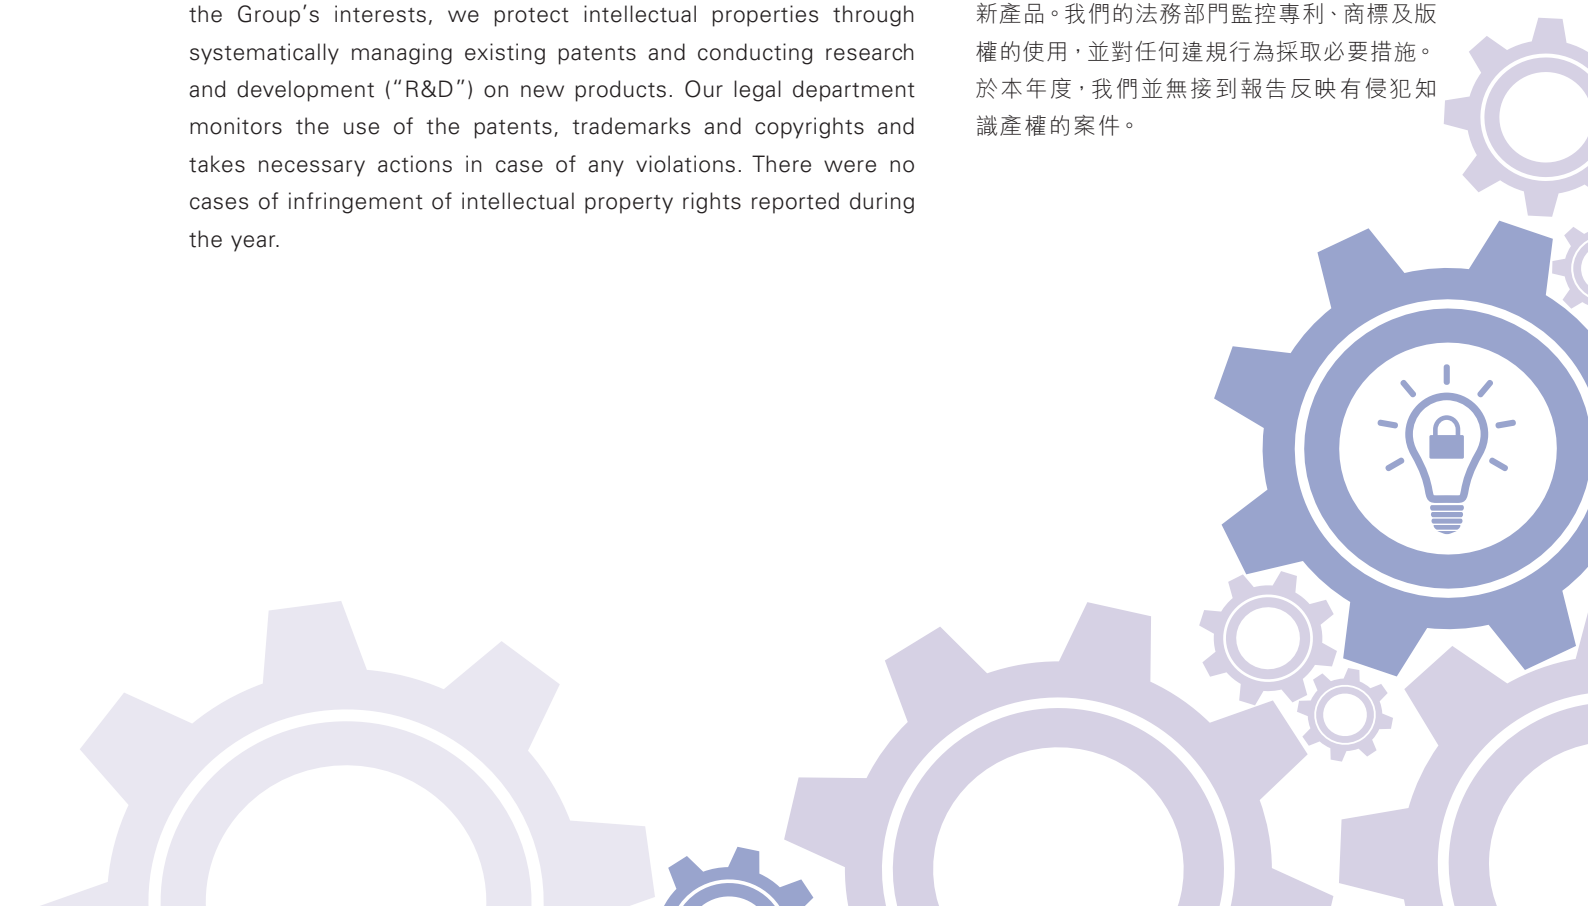 the Group’s interests, we protect intellectual properties through
systematically managing existing patents and conducting research
and development (“R&D”) on new products. Our legal department
monitors the use of the patents, trademarks and copyrights and
takes necessary actions in case of any violations. There were no
cases of infringement of intellectual property rights reported during
the year.
新產品。我們的法務部門監控專利、商標及版
權的使用，並對任何違規行為採取必要措施。
於本年度，我們並無接到報告反映有侵犯知
識產權的案件。